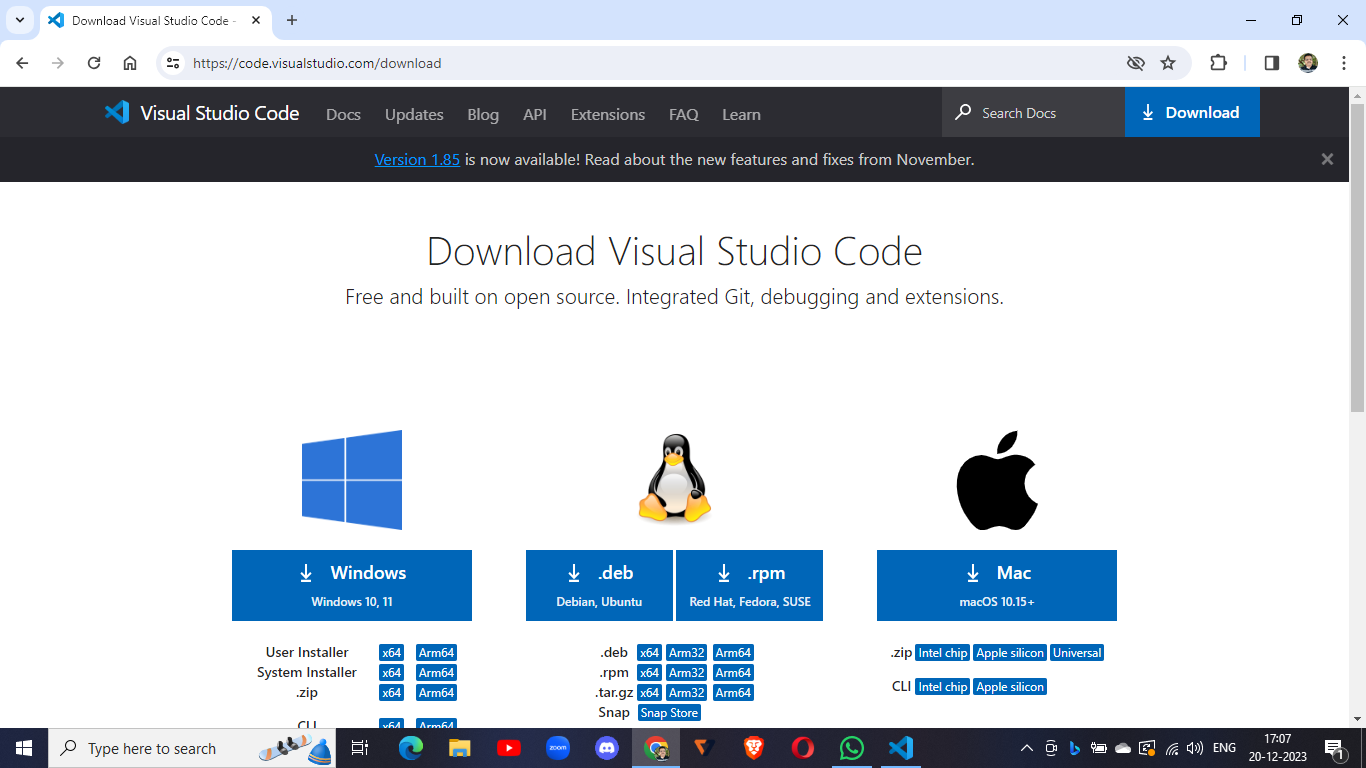 Download Visual Studio Code -
https://code.visualstudio.com/download
Visual Studio Code Docs Updates Blog API Extensions FAQ Learn Search Docs Download
Version 1.85 is now available! Read about the new features and fixes from November.
Download Visual Studio Code
Free and built on open source. Integrated Git, debugging and extensions.
Windows
Windows 10, 11
.deb
Debian, Ubuntu
.rpm
Red Hat, Fedora, SUSE
Mac
macOS 10.15+
User Installer x64 Arm64
System Installer x64 Arm64
.zip x64 Arm64
CLI x64 Arm64
.deb x64 Arm32 Arm64
.rpm x64 Arm32 Arm64
.tar.gz x64 Arm32 Arm64
Snap Snap Store
.zip Intel chip Apple silicon Universal
CLI Intel chip Apple silicon
Type here to search
zoom
ENG
17:07
20-12-2023
1